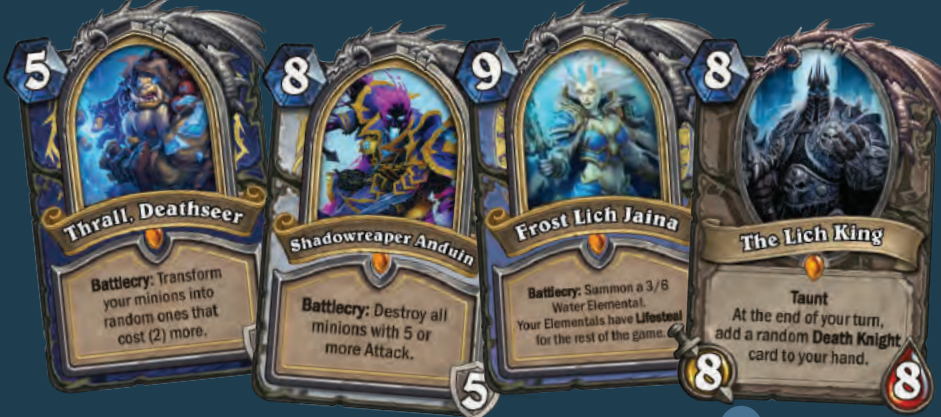 5
Thrall, Deathseer
Battlecry: Transform
your minions into
random ones that
cost (2) more.
8
Shadowreaper Anduin
Battlecry: Destroy all
minions with 5 or
more Attack.
5
9
Frost Lich Jaina
Battlecry: Summon a 3/6
Water Elemental.
Your Elementals have Lifesteal
for the rest of the game.
8
The Lich King
Taunt
At the end of your turn,
add a random Death Knight
card to your hand.
8
8